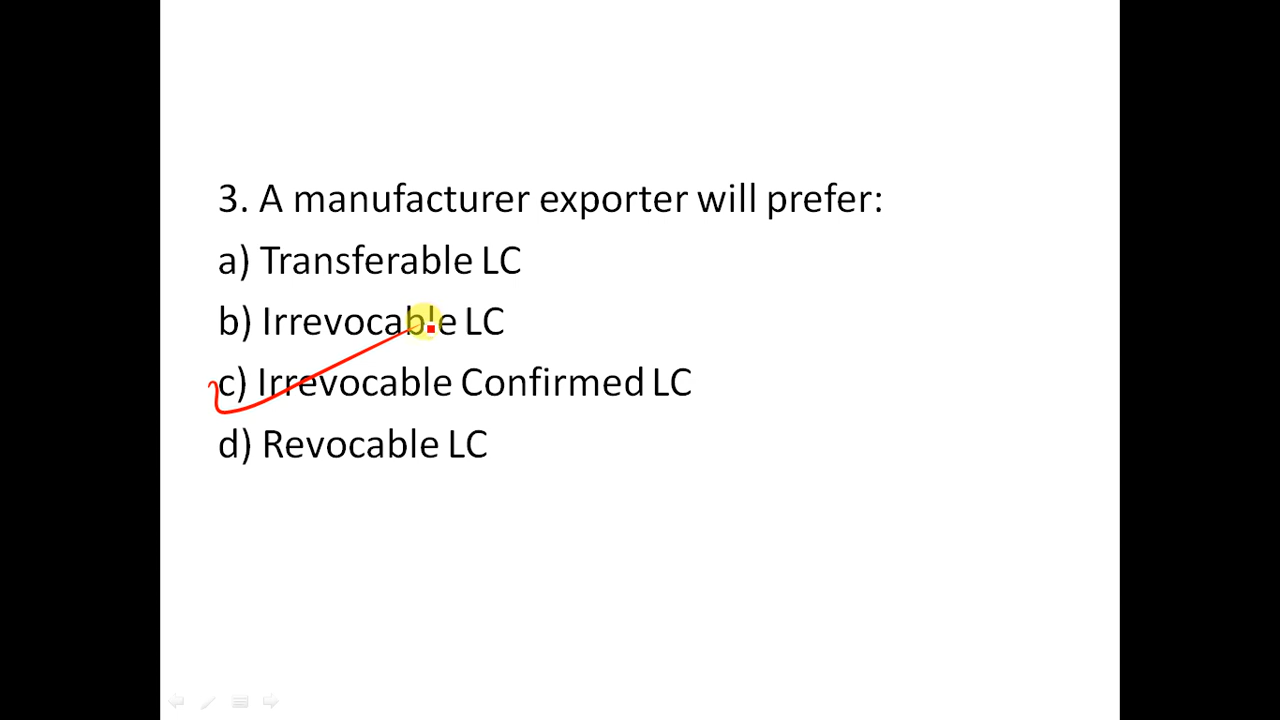 3. A manufacturer exporter will prefer:
a) Transferable LC
b) Irrevocable LC
c) Irrevocable Confirmed LC
d) Revocable LC